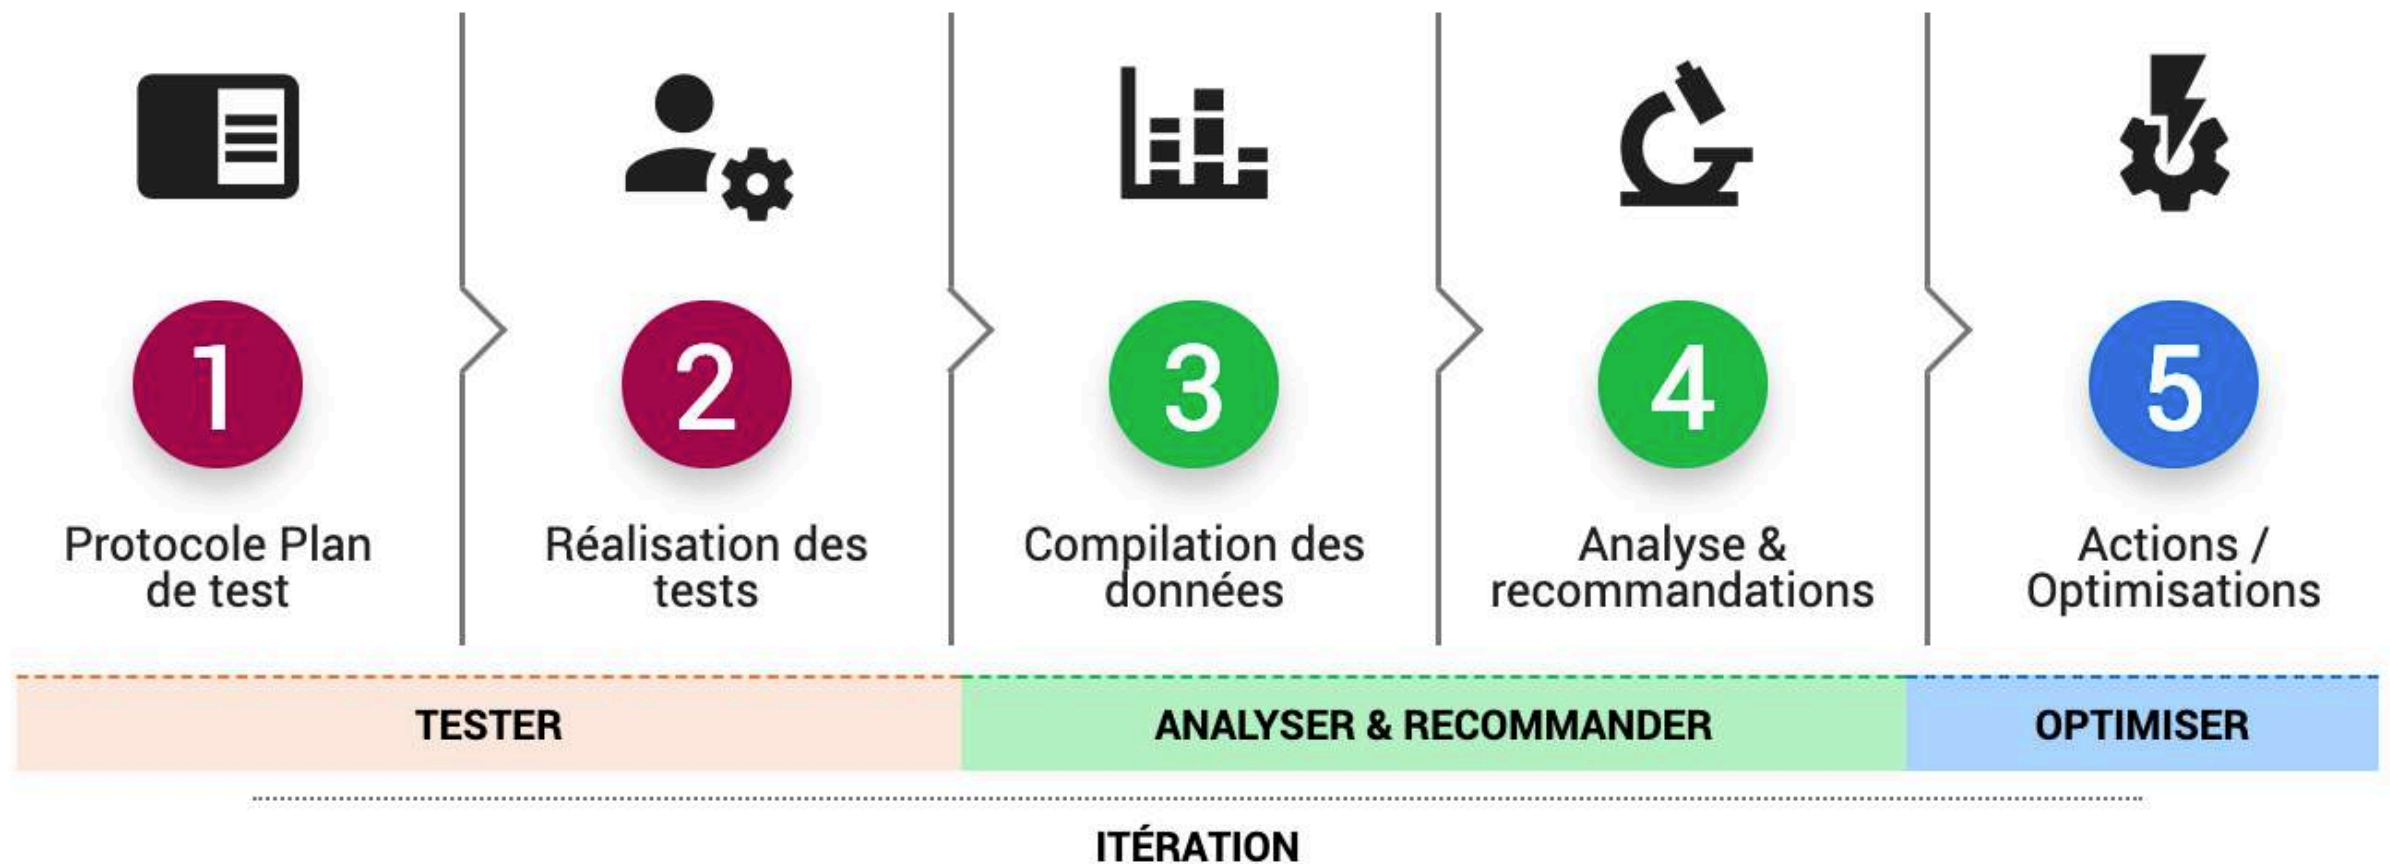 1
2
3
4
5
Protocole Plan
de test
Réalisation des
tests
Compilation des
données
Analyse &
recommandations
Actions /
Optimisations
TESTER
ANALYSER & RECOMMANDER
OPTIMISER
ITÉRATION